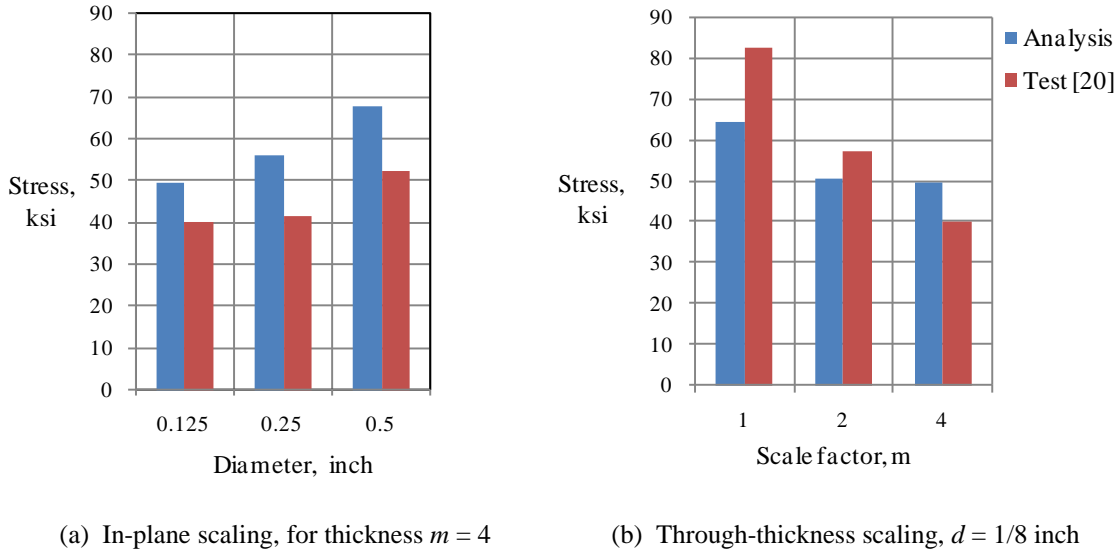 90
80
70
60
50
40
30
20
10
0
Stress,
ksi
0.125 0.25 0.5
Diameter, inch
(a) In-plane scaling, for thickness m = 4
90
80
70
60
50
40
30
20
10
0
Stress,
ksi
1 2 4
Scale factor, m
Analysis
Test [20]
(b) Through-thickness scaling, d = 1/8 inch